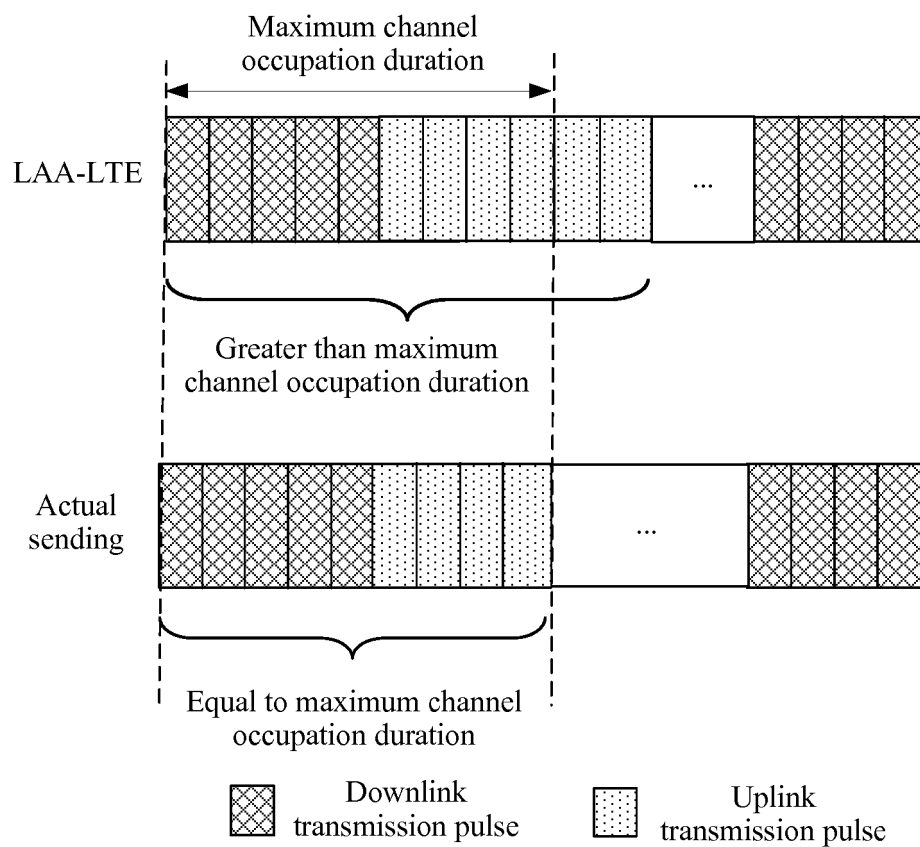 Maximum channel
occupation duration
LAA-LTE
...
Greater than maximum
channel occupation duration
Actual
sending
...
Equal to maximum channel
occupation duration
Downlink
transmission pulse
Uplink
transmission pulse